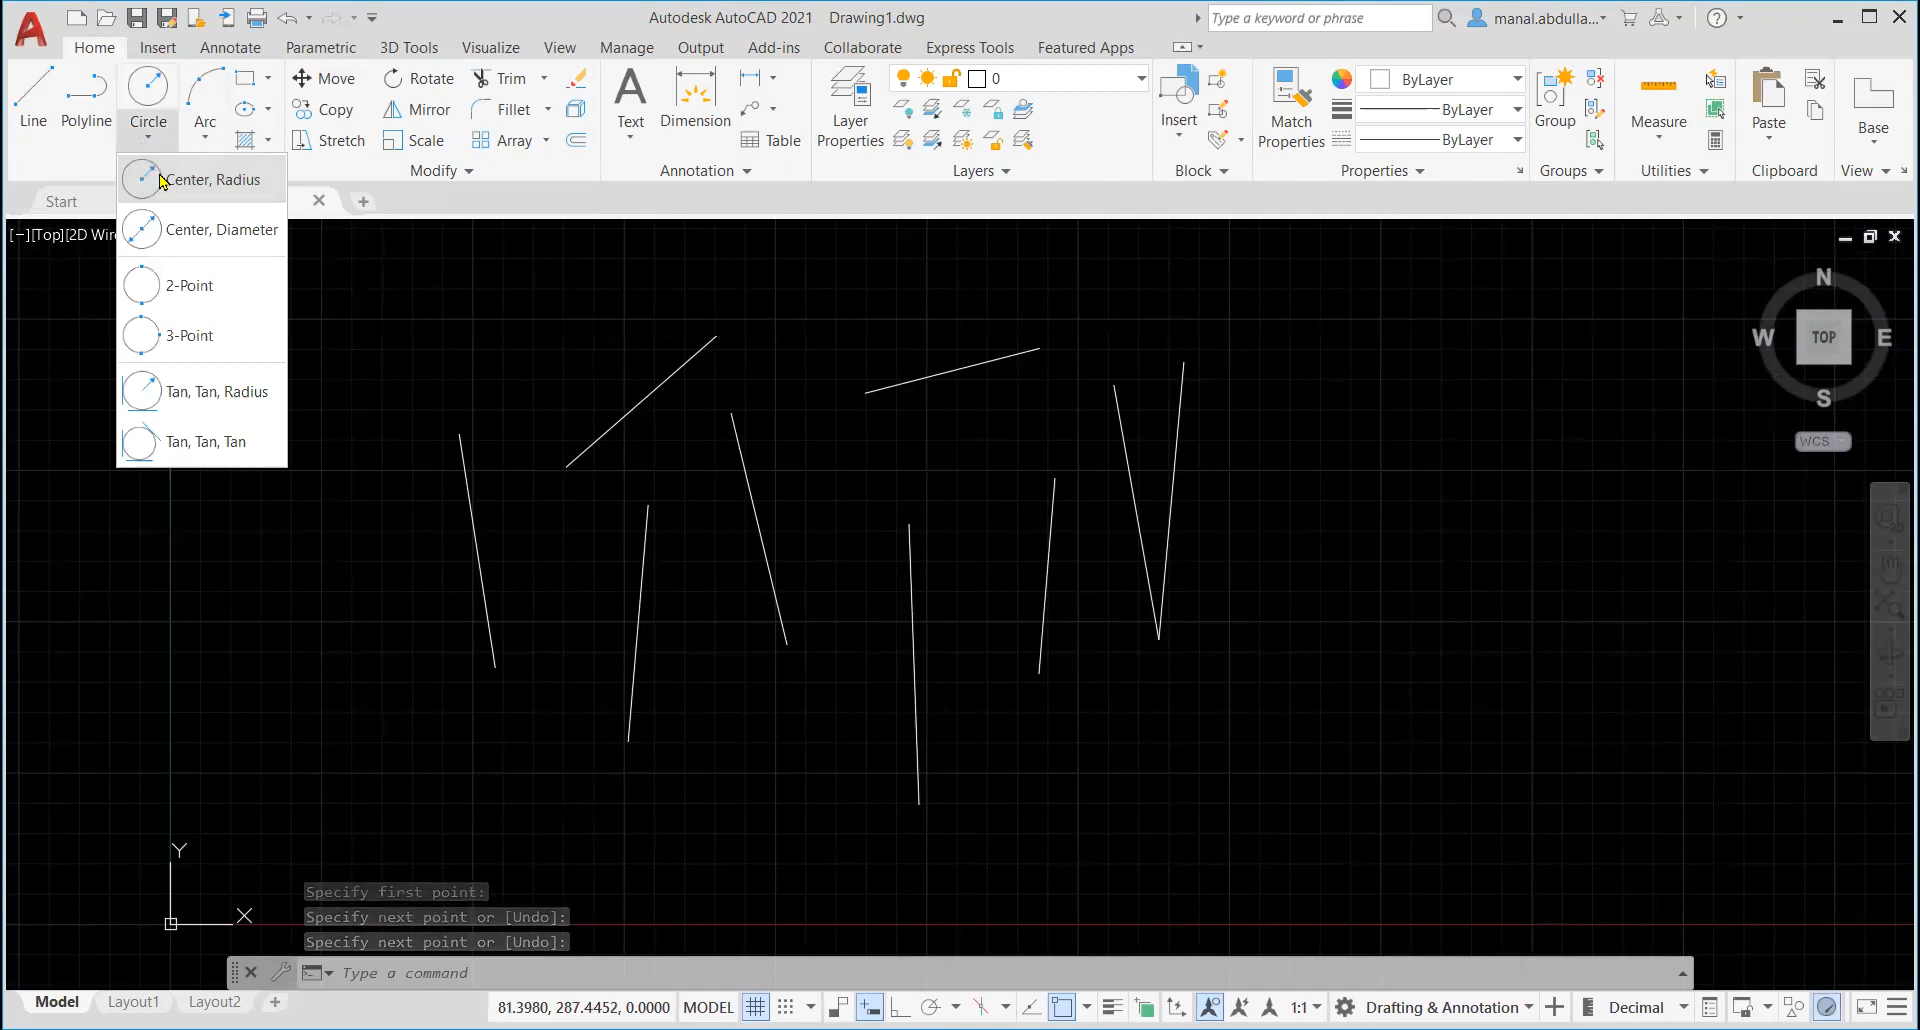 Autodesk AutoCAD 2021 Drawing1.dwg
Type a keyword or phrase
manal.abdulla...
Home Insert Annotate Parametric 3D Tools Visualize View Manage Output Add-ins Collaborate Express Tools Featured Apps
Line Polyline Circle Arc
Move Rotate Trim
Copy Mirror Fillet
Stretch Scale Array
Modify
Text Dimension Table
Annotation
Layer Properties
0
Layers
Insert
Block
Match Properties
ByLayer
ByLayer
ByLayer
Properties
Group
Groups
Measure
Utilities
Paste
Clipboard
Base
View
Start
Center, Radius
Center, Diameter
2-Point
3-Point
Tan, Tan, Radius
Tan, Tan, Tan
[−][Top][2D Wir
N
W TOP E
S
WCS
Y
X
Specify first point:
Specify next point or [Undo]:
Specify next point or [Undo]:
Type a command
Model Layout1 Layout2
81.3980, 287.4452, 0.0000 MODEL 1:1 Drafting & Annotation Decimal